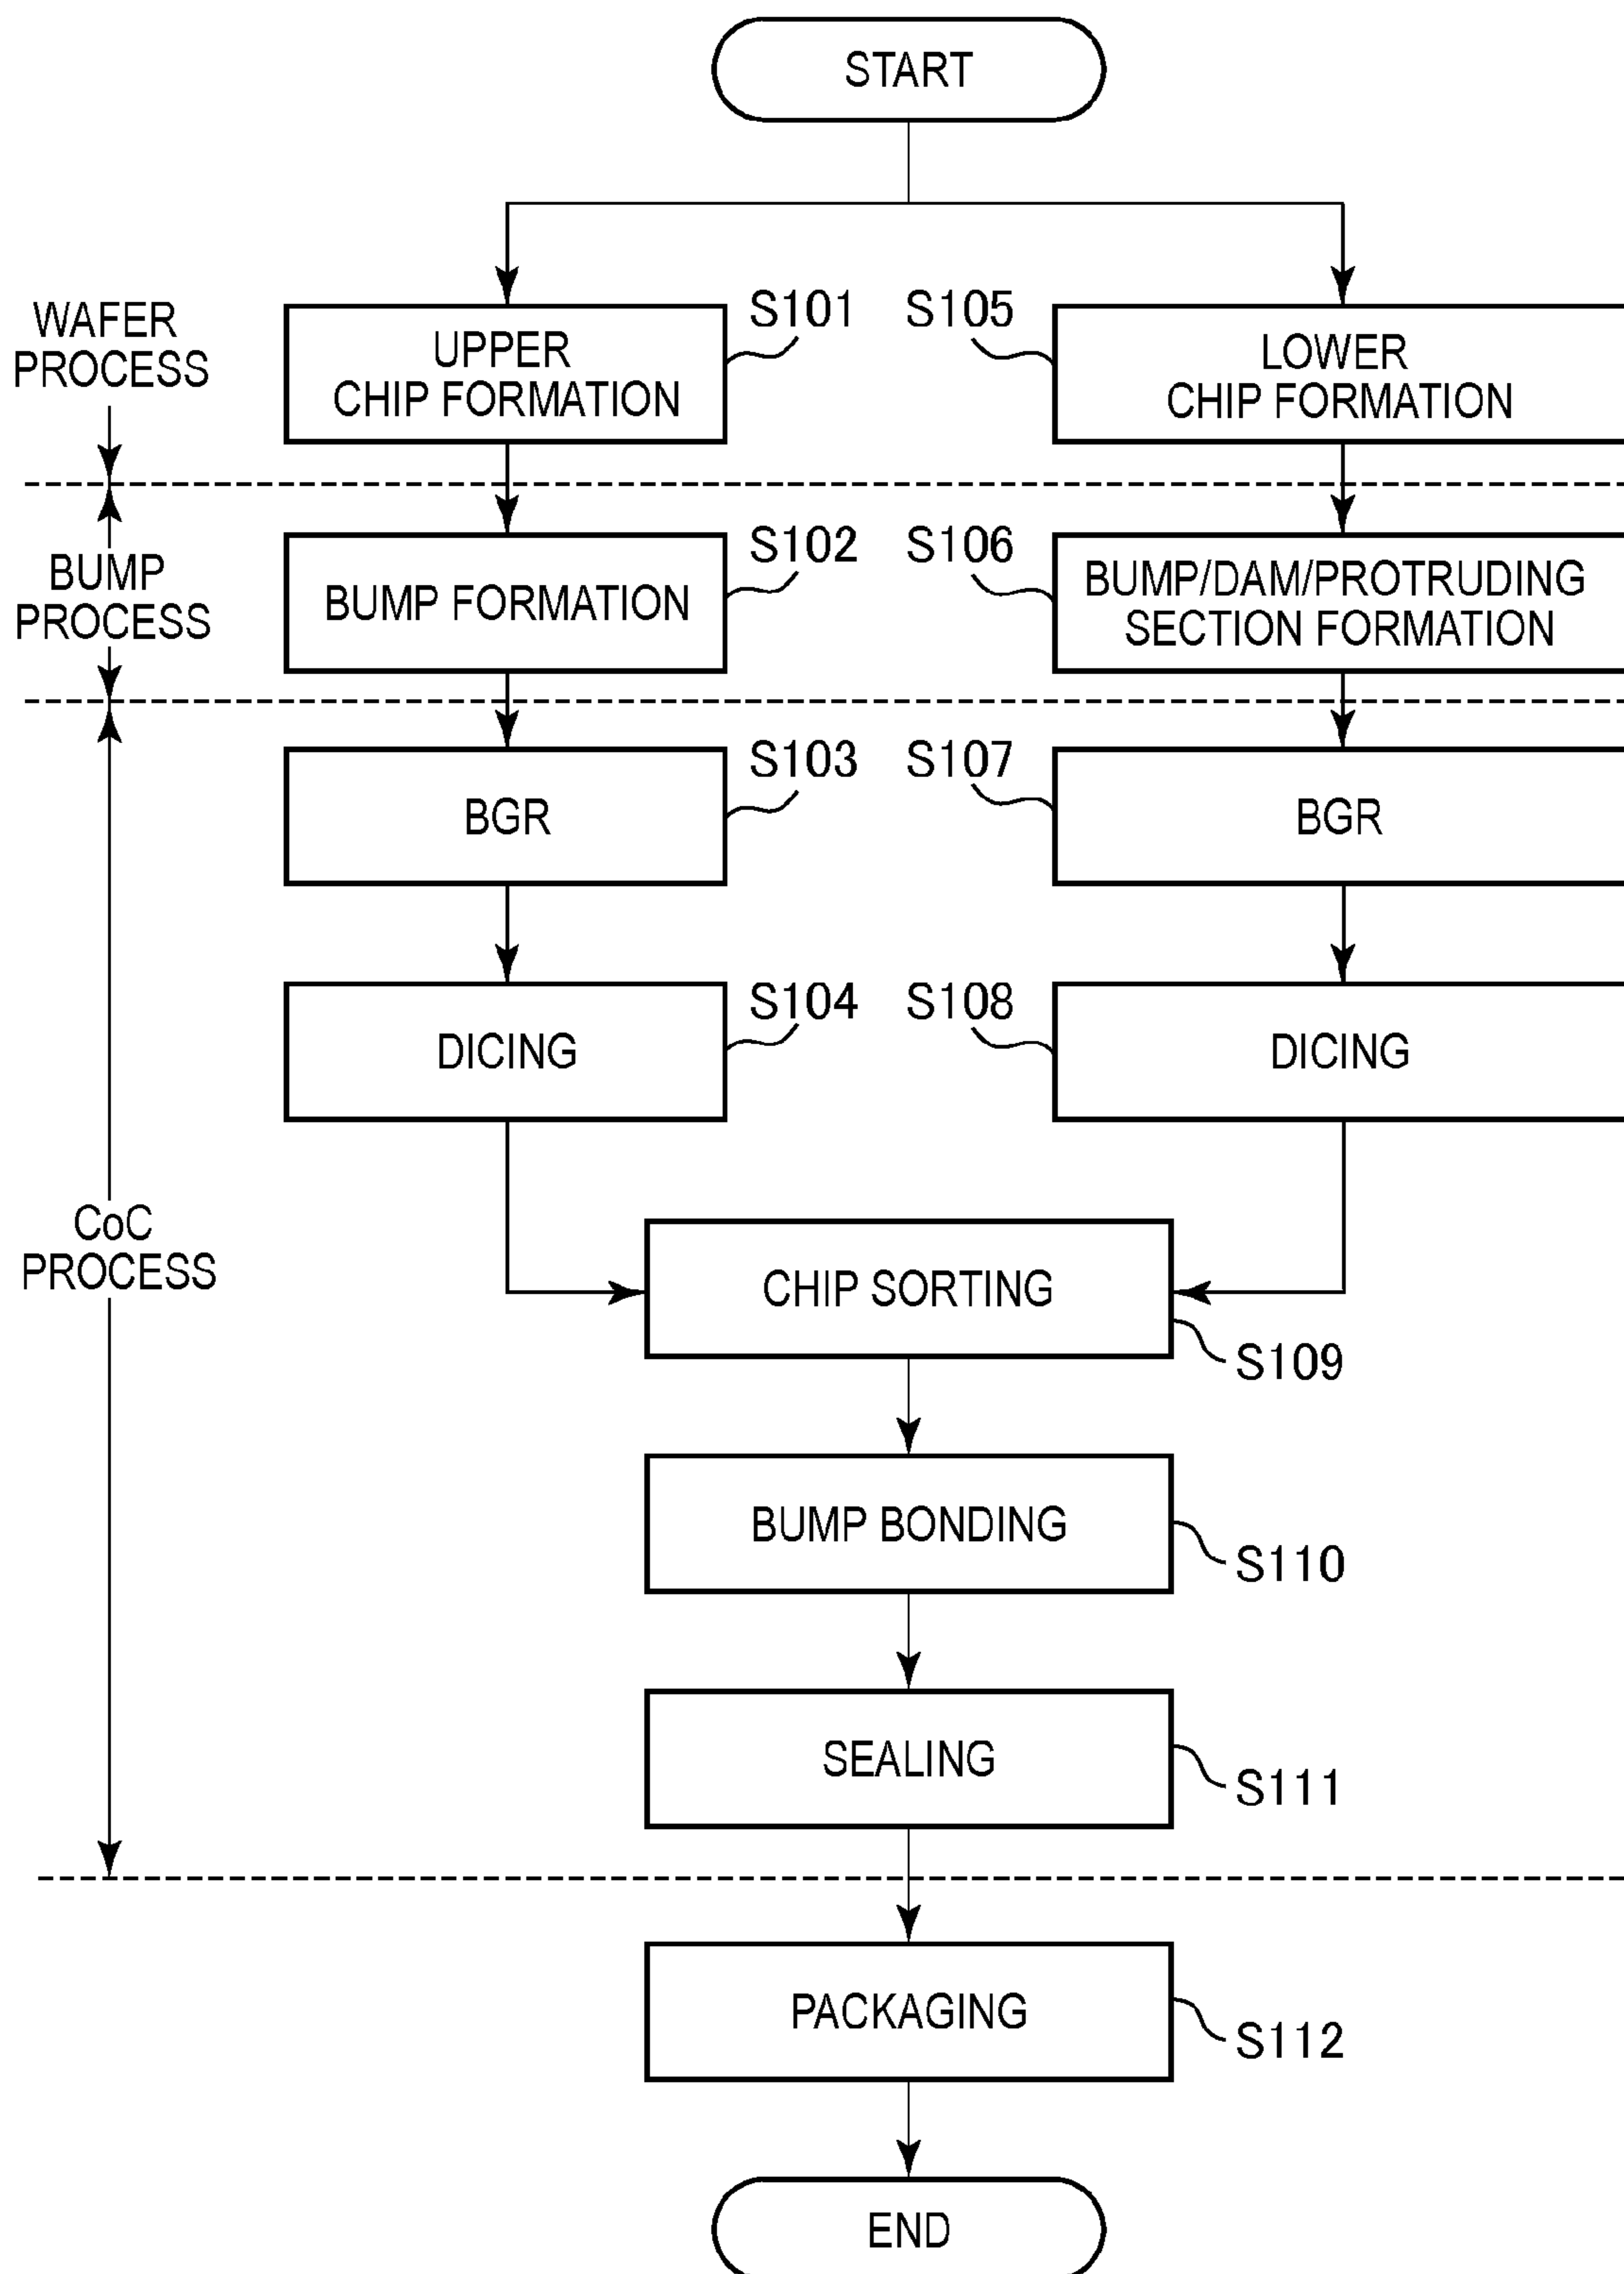 START
WAFER
PROCESS
UPPER
CHIP FORMATION
S101
S105
LOWER
CHIP FORMATION
BUMP
PROCESS
BUMP FORMATION
S102
S106
BUMP/DAM/PROTRUDING
SECTION FORMATION
BGR
S103
S107
BGR
DICING
S104
S108
DICING
CoC
PROCESS
CHIP SORTING
S109
BUMP BONDING
S110
SEALING
S111
PACKAGING
S112
END